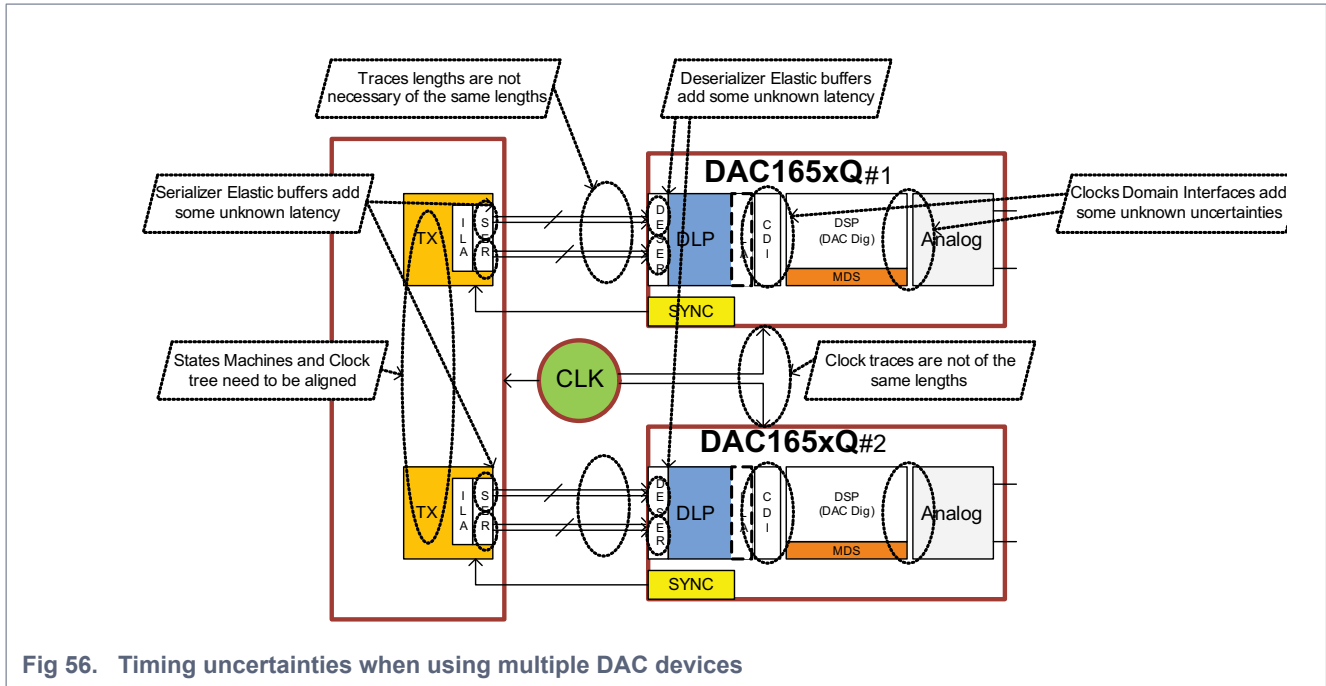 Traces lengths are not
necessary of the same lengths
Deserializer Elastic buffers
add some unknown latency
Serializer Elastic buffers add
some unknown latency
Clocks Domain Interfaces add
some unknown uncertainties
States Machines and Clock
tree need to be aligned
Clock traces are not of the
same lengths
DAC165xQ#1
TX
I
L
A
S
E
R
D
E
S
ER
DLP
L
A
C
D
I
DSP
(DAC Dig)
MDS
Analog
SYNC
CLK
DAC165xQ#2
TX
I
L
A
S
E
R
D
E
S
ER
DLP
L
A
C
D
I
DSP
(DAC Dig)
MDS
Analog
SYNC
Fig 56. Timing uncertainties when using multiple DAC devices